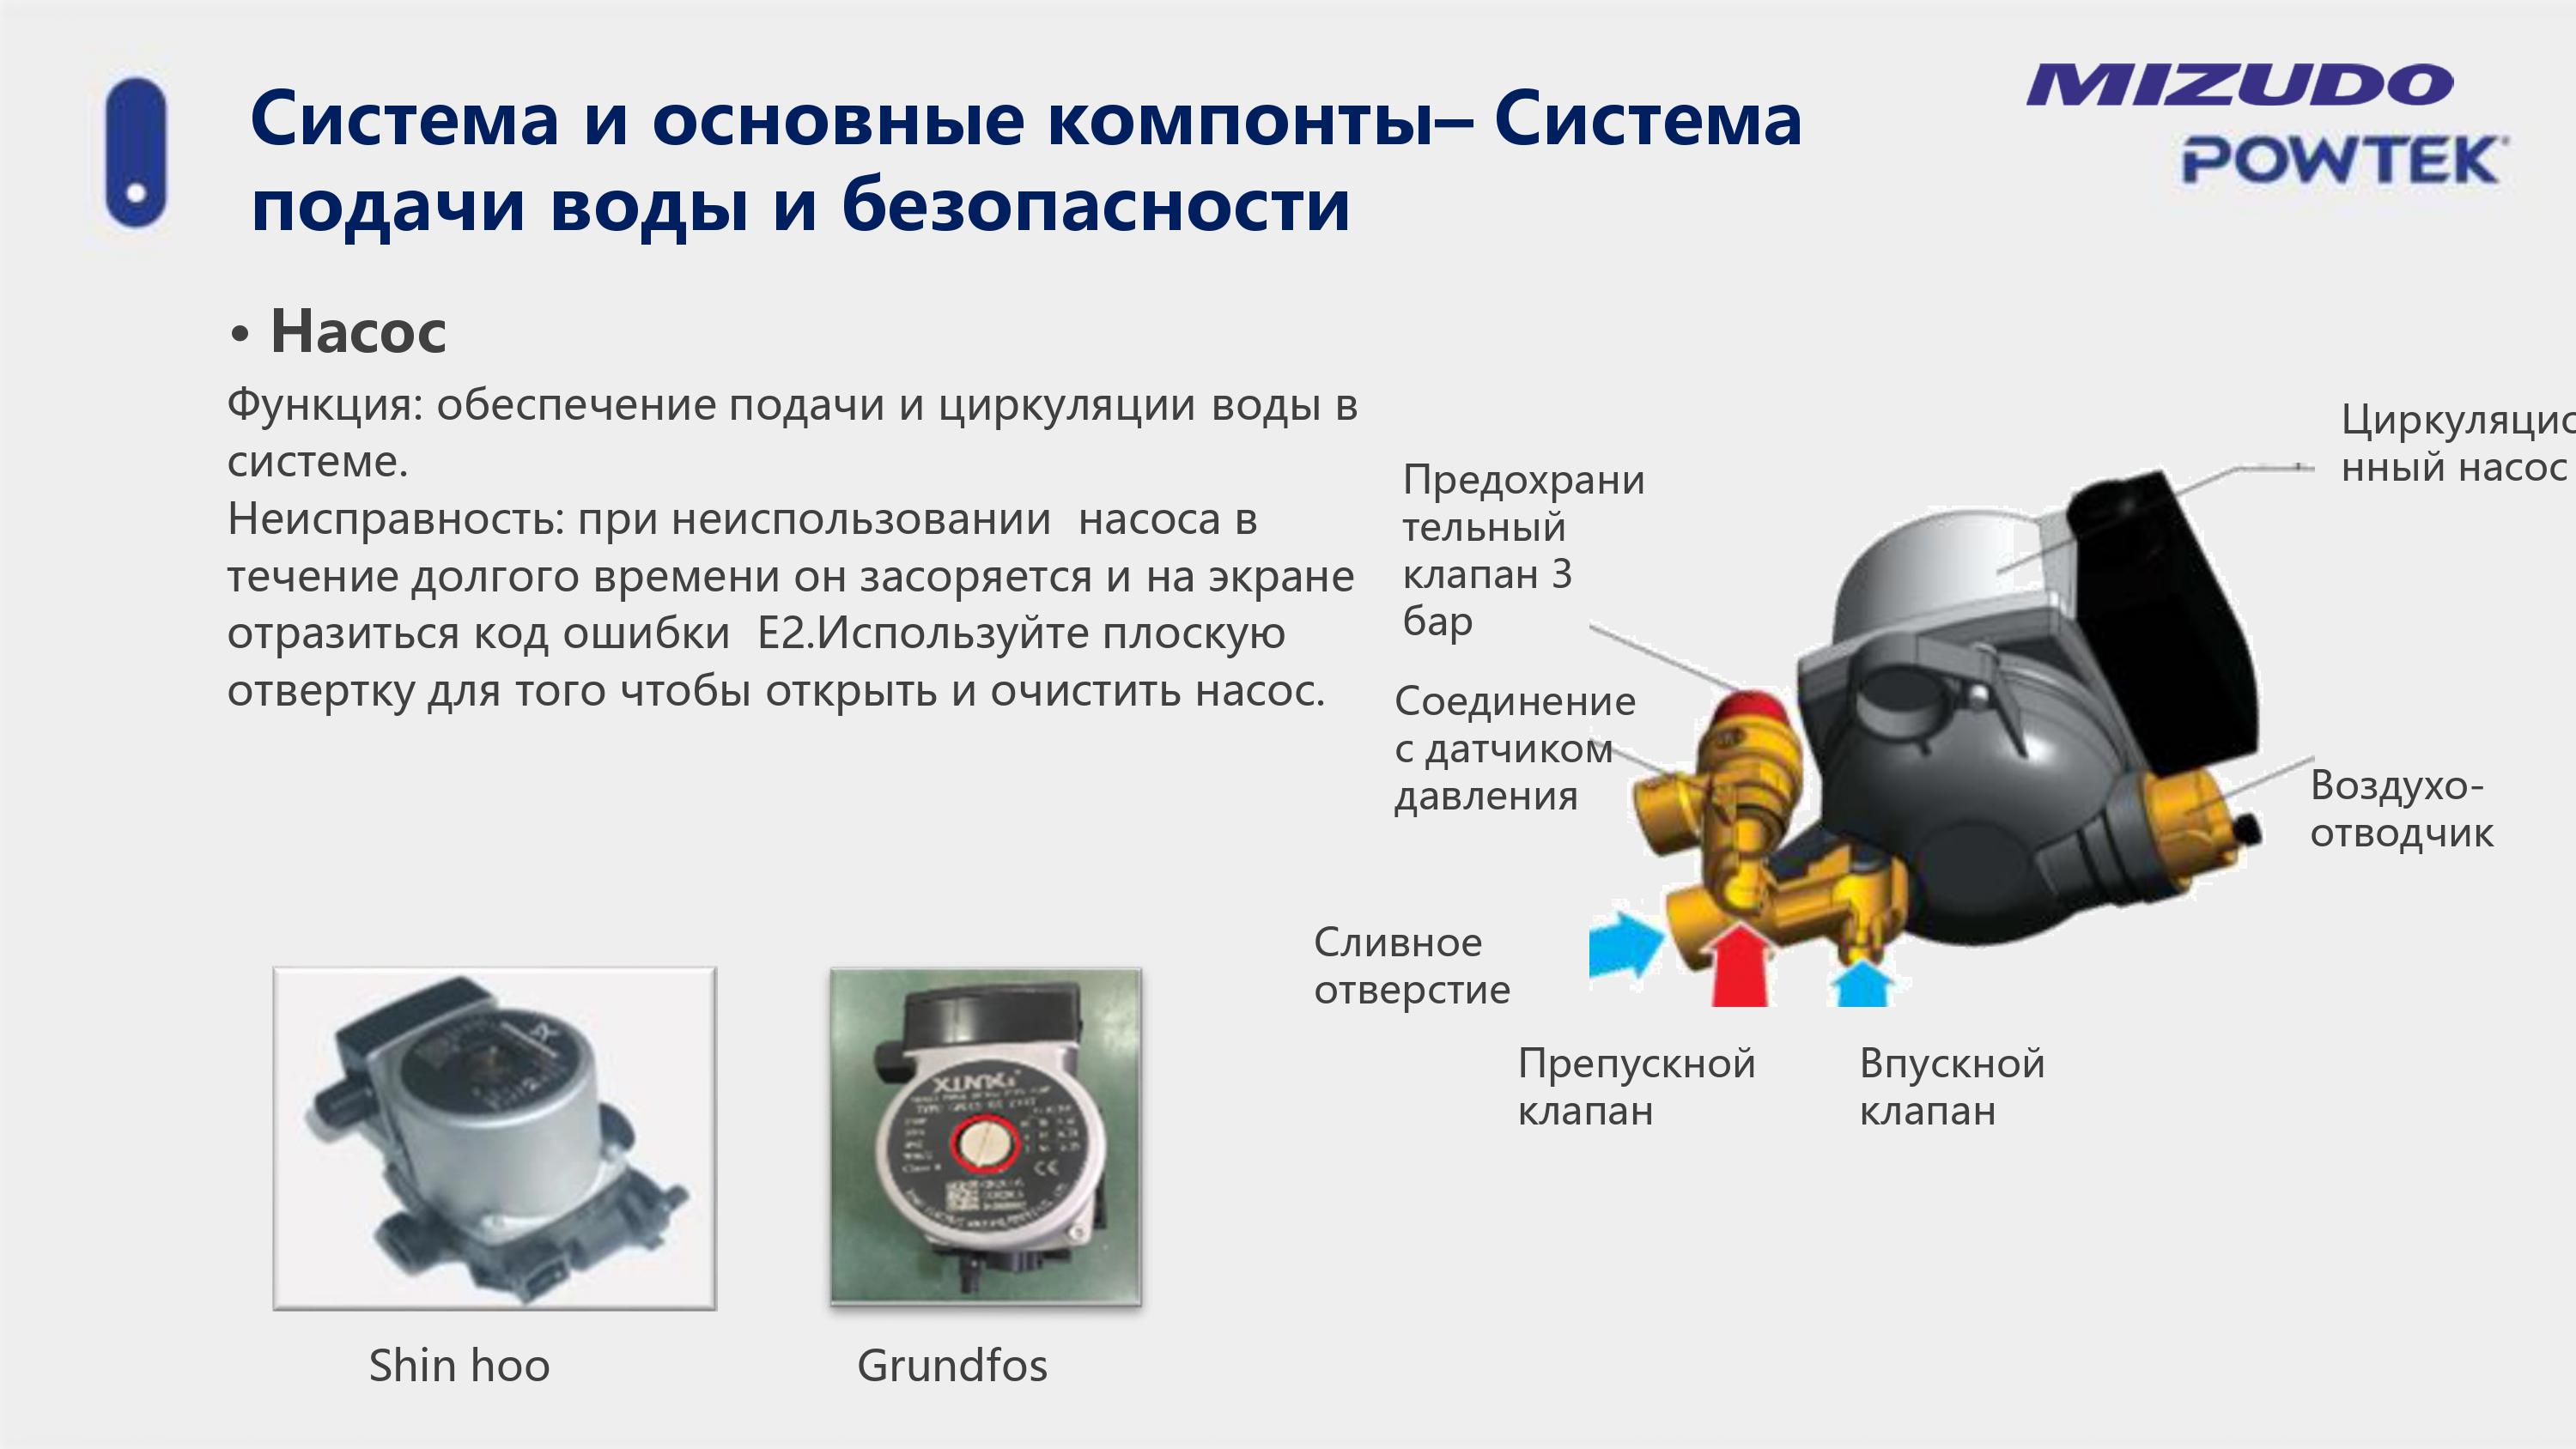 Система и основные компонты– Система
подачи воды и безопасности
MIZUDO
POWTEK
• Насос
Функция: обеспечение подачи и циркуляции воды в
системе.
Неисправность: при неиспользовании  насоса в
течение долгого времени он засоряется и на экране
отразиться код ошибки  E2.Используйте плоскую
отвертку для того чтобы открыть и очистить насос.
Циркуляцио
нный насос
Предохрани
тельный
клапан 3
бар
Соединение
с датчиком
давления
Воздухо-
отводчик
Сливное
отверстие
Препускной
клапан
Впускной
клапан
CE
Shin hoo
Grundfos